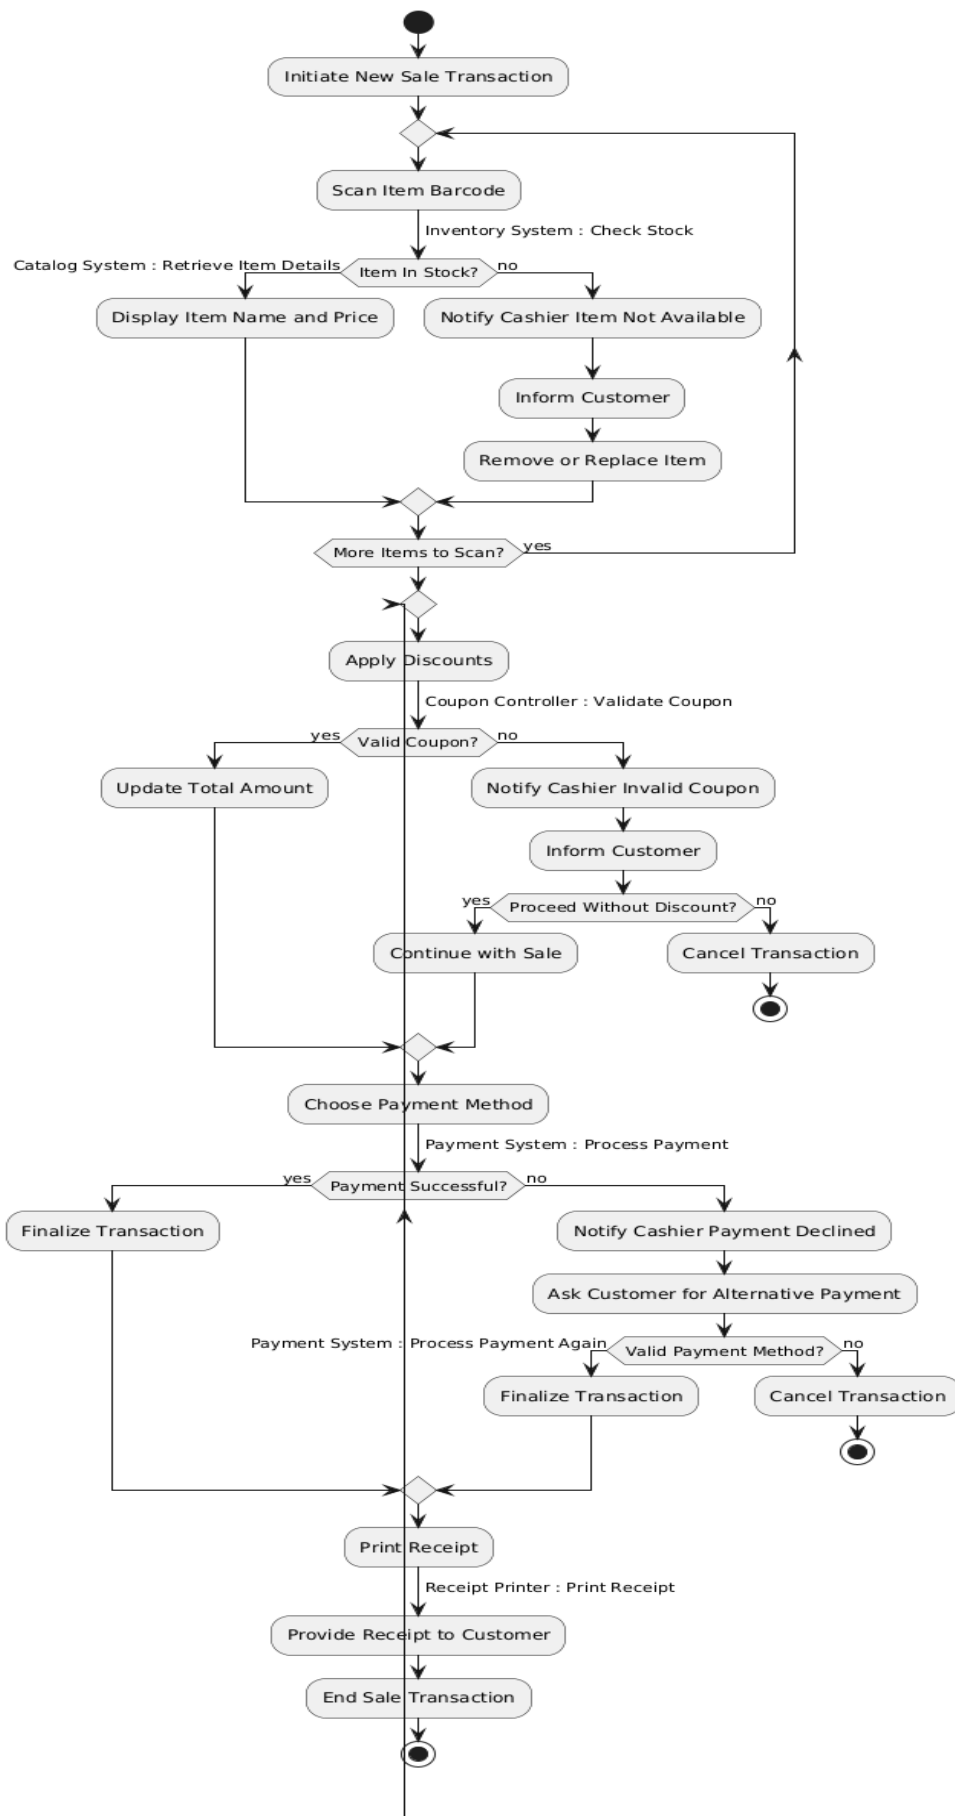 Initiate New Sale Transaction
Scan Item Barcode
Inventory System : Check Stock
Catalog System : Retrieve Item Details
Item In Stock?
no
Display Item Name and Price
Notify Cashier Item Not Available
Inform Customer
Remove or Replace Item
More Items to Scan?
yes
Apply Discounts
Coupon Controller : Validate Coupon
yes
Valid Coupon?
no
Update Total Amount
Notify Cashier Invalid Coupon
Inform Customer
yes
Proceed Without Discount?
no
Continue with Sale
Cancel Transaction
Choose Payment Method
Payment System : Process Payment
yes
Payment Successful?
no
Finalize Transaction
Notify Cashier Payment Declined
Ask Customer for Alternative Payment
Payment System : Process Payment Again
Valid Payment Method?
no
Finalize Transaction
Cancel Transaction
Print Receipt
Receipt Printer : Print Receipt
Provide Receipt to Customer
End Sale Transaction